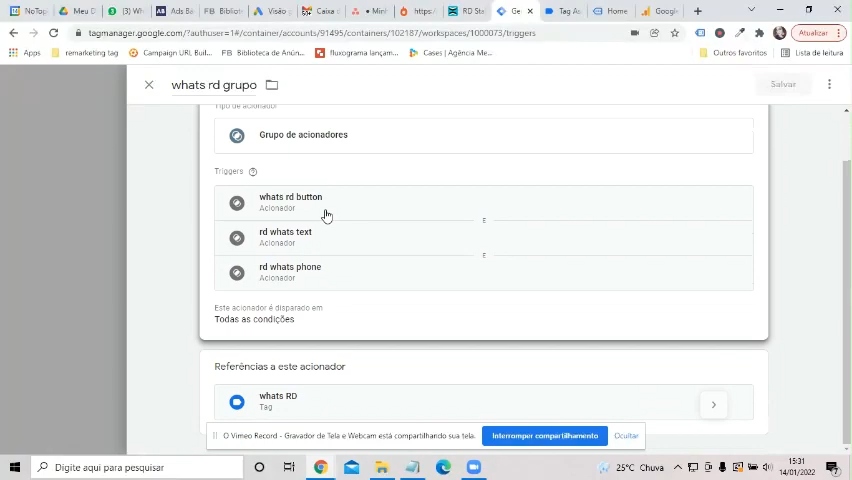 NoTop
Meu D
(3) Wh
Ads Ba
Bibliot
Visão g
Caixa d
Minh
https:/
RD Sta
Ge
Tag As
Home
Google
tagmanager.google.com/?authuser=1#/container/accounts/91495/containers/102187/workspaces/1000073/triggers
Atualizar
Apps
remarketing tag
Campaign URL Buil...
Biblioteca de Anún...
fluxograma lançam...
Cases | Agência Me...
Outros favoritos
Lista de leitura
whats rd grupo
Salvar
Tipo de acionador
Grupo de acionadores
Triggers
whats rd button
Acionador
E
rd whats text
Acionador
E
rd whats phone
Acionador
Este acionador é disparado em
Todas as condições
Referências a este acionador
whats RD
Tag
O Vimeo Record - Gravador de Tela e Webcam está compartilhando sua tela.
Interromper compartilhamento
Ocultar
Digite aqui para pesquisar
25°C Chuva
15:31
14/01/2022